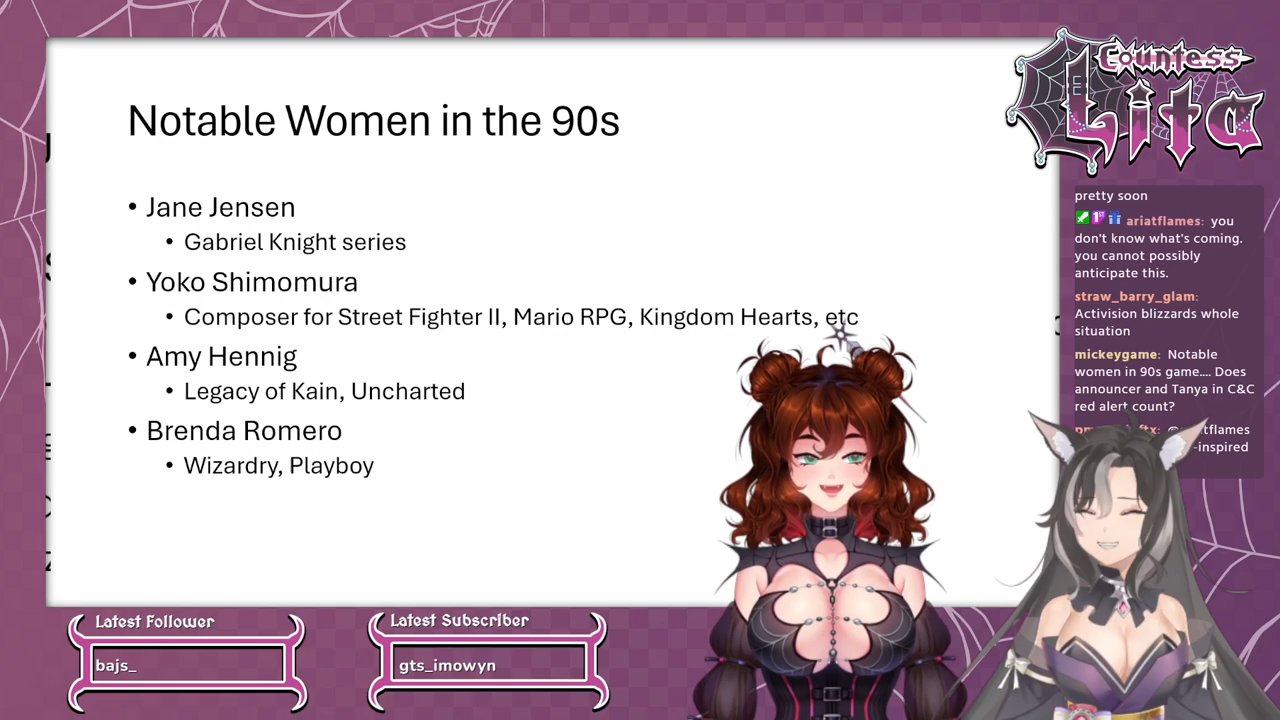 Notable Women in the 90s
• Jane Jensen
• Gabriel Knight series
• Yoko Shimomura
• Composer for Street Fighter II, Mario RPG, Kingdom Hearts, etc
• Amy Hennig
• Legacy of Kain, Uncharted
• Brenda Romero
• Wizardry, Playboy
Countess
Lita
pretty soon
ariatflames: you
don't know what's coming.
you cannot possibly
anticipate this.
straw_barry_glam:
Activision blizzards whole
situation
mickeygame: Notable
women in 90s game.... Does
announcer and Tanya in C&C
red alert count?
-inspired
Latest Follower
bajs_
Latest Subscriber
gts_imowyn